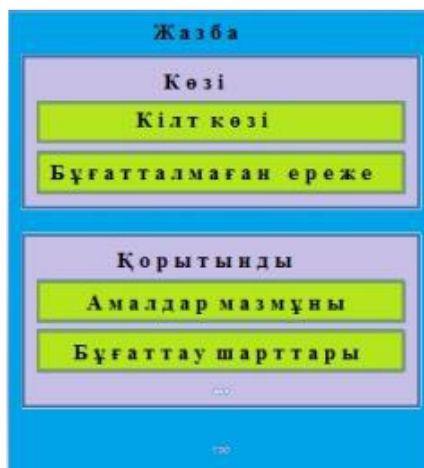 Жазба
Көзі
Кілт көзі
Бұғатталмаған ереже
Қорытынды
Амалдар мазмұны
Бұғаттау шарттары